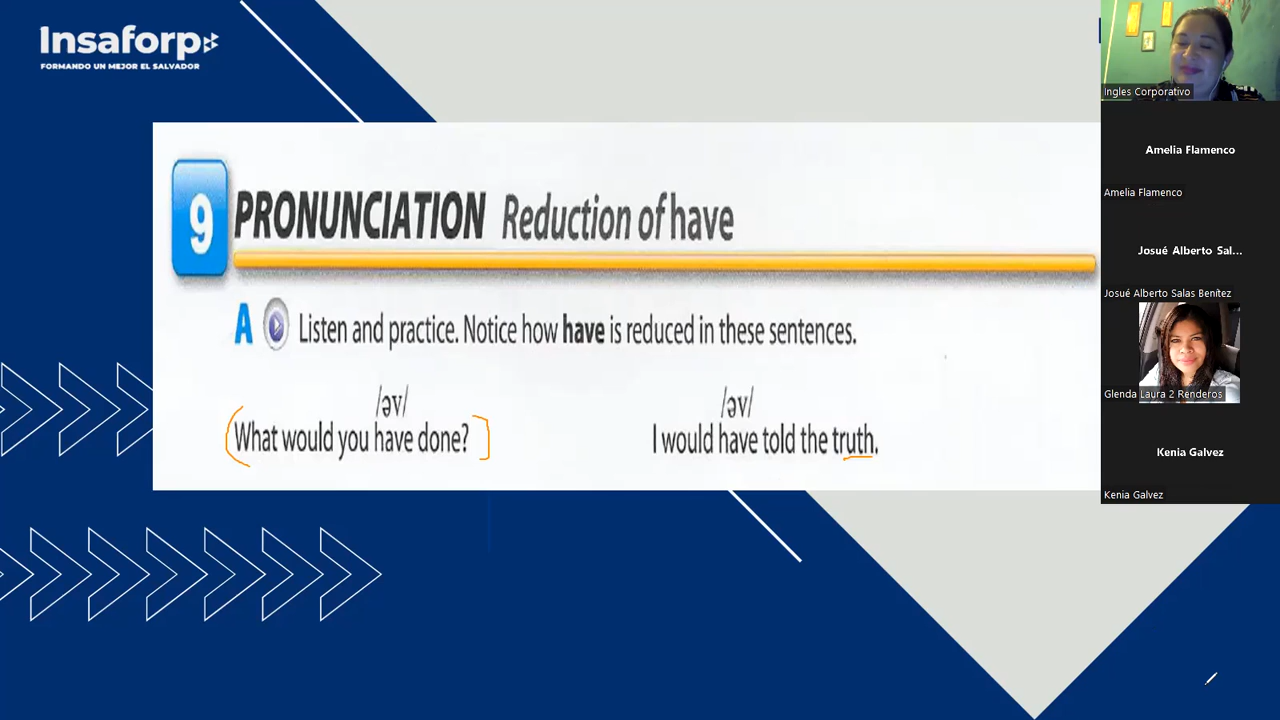 Insaforp
FORMANDO UN MEJOR EL SALVADOR
9
PRONUNCIATION Reduction of have
A Listen and practice. Notice how have is reduced in these sentences.
/əv/ /əv/
What would you have done? I would have told the truth.
Ingles Corporativo
Amelia Flamenco
Amelia Flamenco
Josué Alberto Sal...
Josué Alberto Salas Benítez
Glenda Laura 2 Renderos
Kenia Galvez
Kenia Galvez